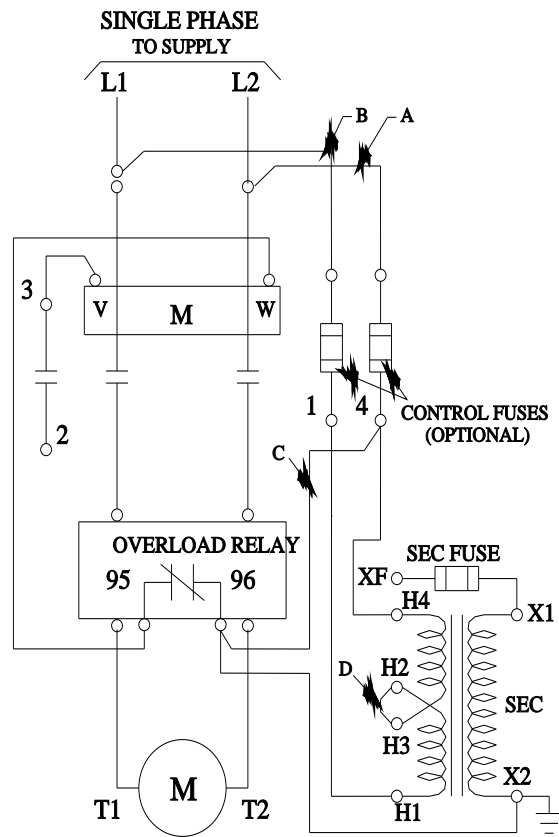 SINGLE PHASE
TO SUPPLY
L1 L2
B A
3
V M W
1 4
CONTROL FUSES
(OPTIONAL)
2
C
OVERLOAD RELAY
95 96
SEC FUSE
XF
H4 X1
D H2
SEC
H3
X2
T1 M T2
H1